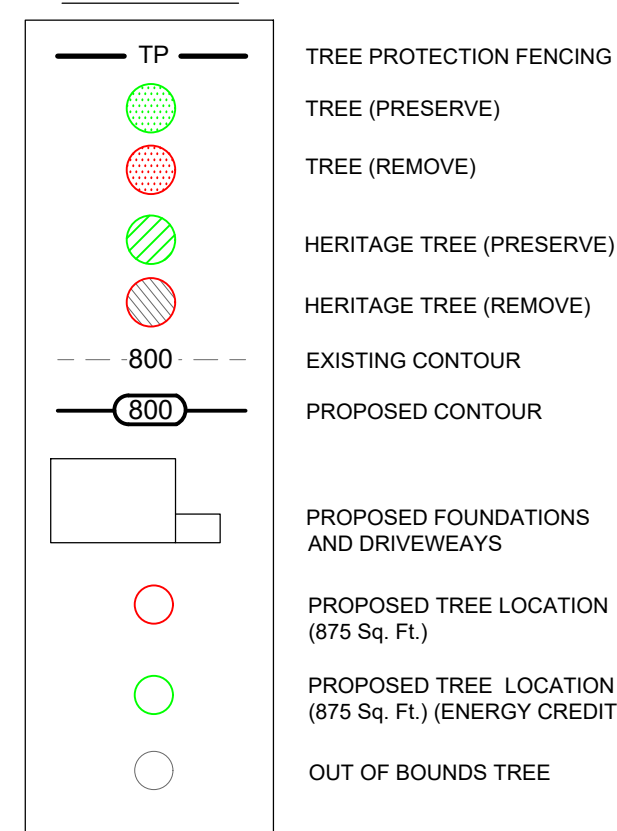 TP TREE PROTECTION FENCING
TREE (PRESERVE)
TREE (REMOVE)
HERITAGE TREE (PRESERVE)
HERITAGE TREE (REMOVE)
800 EXISTING CONTOUR
800 PROPOSED CONTOUR
PROPOSED FOUNDATIONS
AND DRIVEWEAYS
PROPOSED TREE LOCATION
(875 Sq. Ft.)
PROPOSED TREE LOCATION
(875 Sq. Ft.) (ENERGY CREDIT
OUT OF BOUNDS TREE